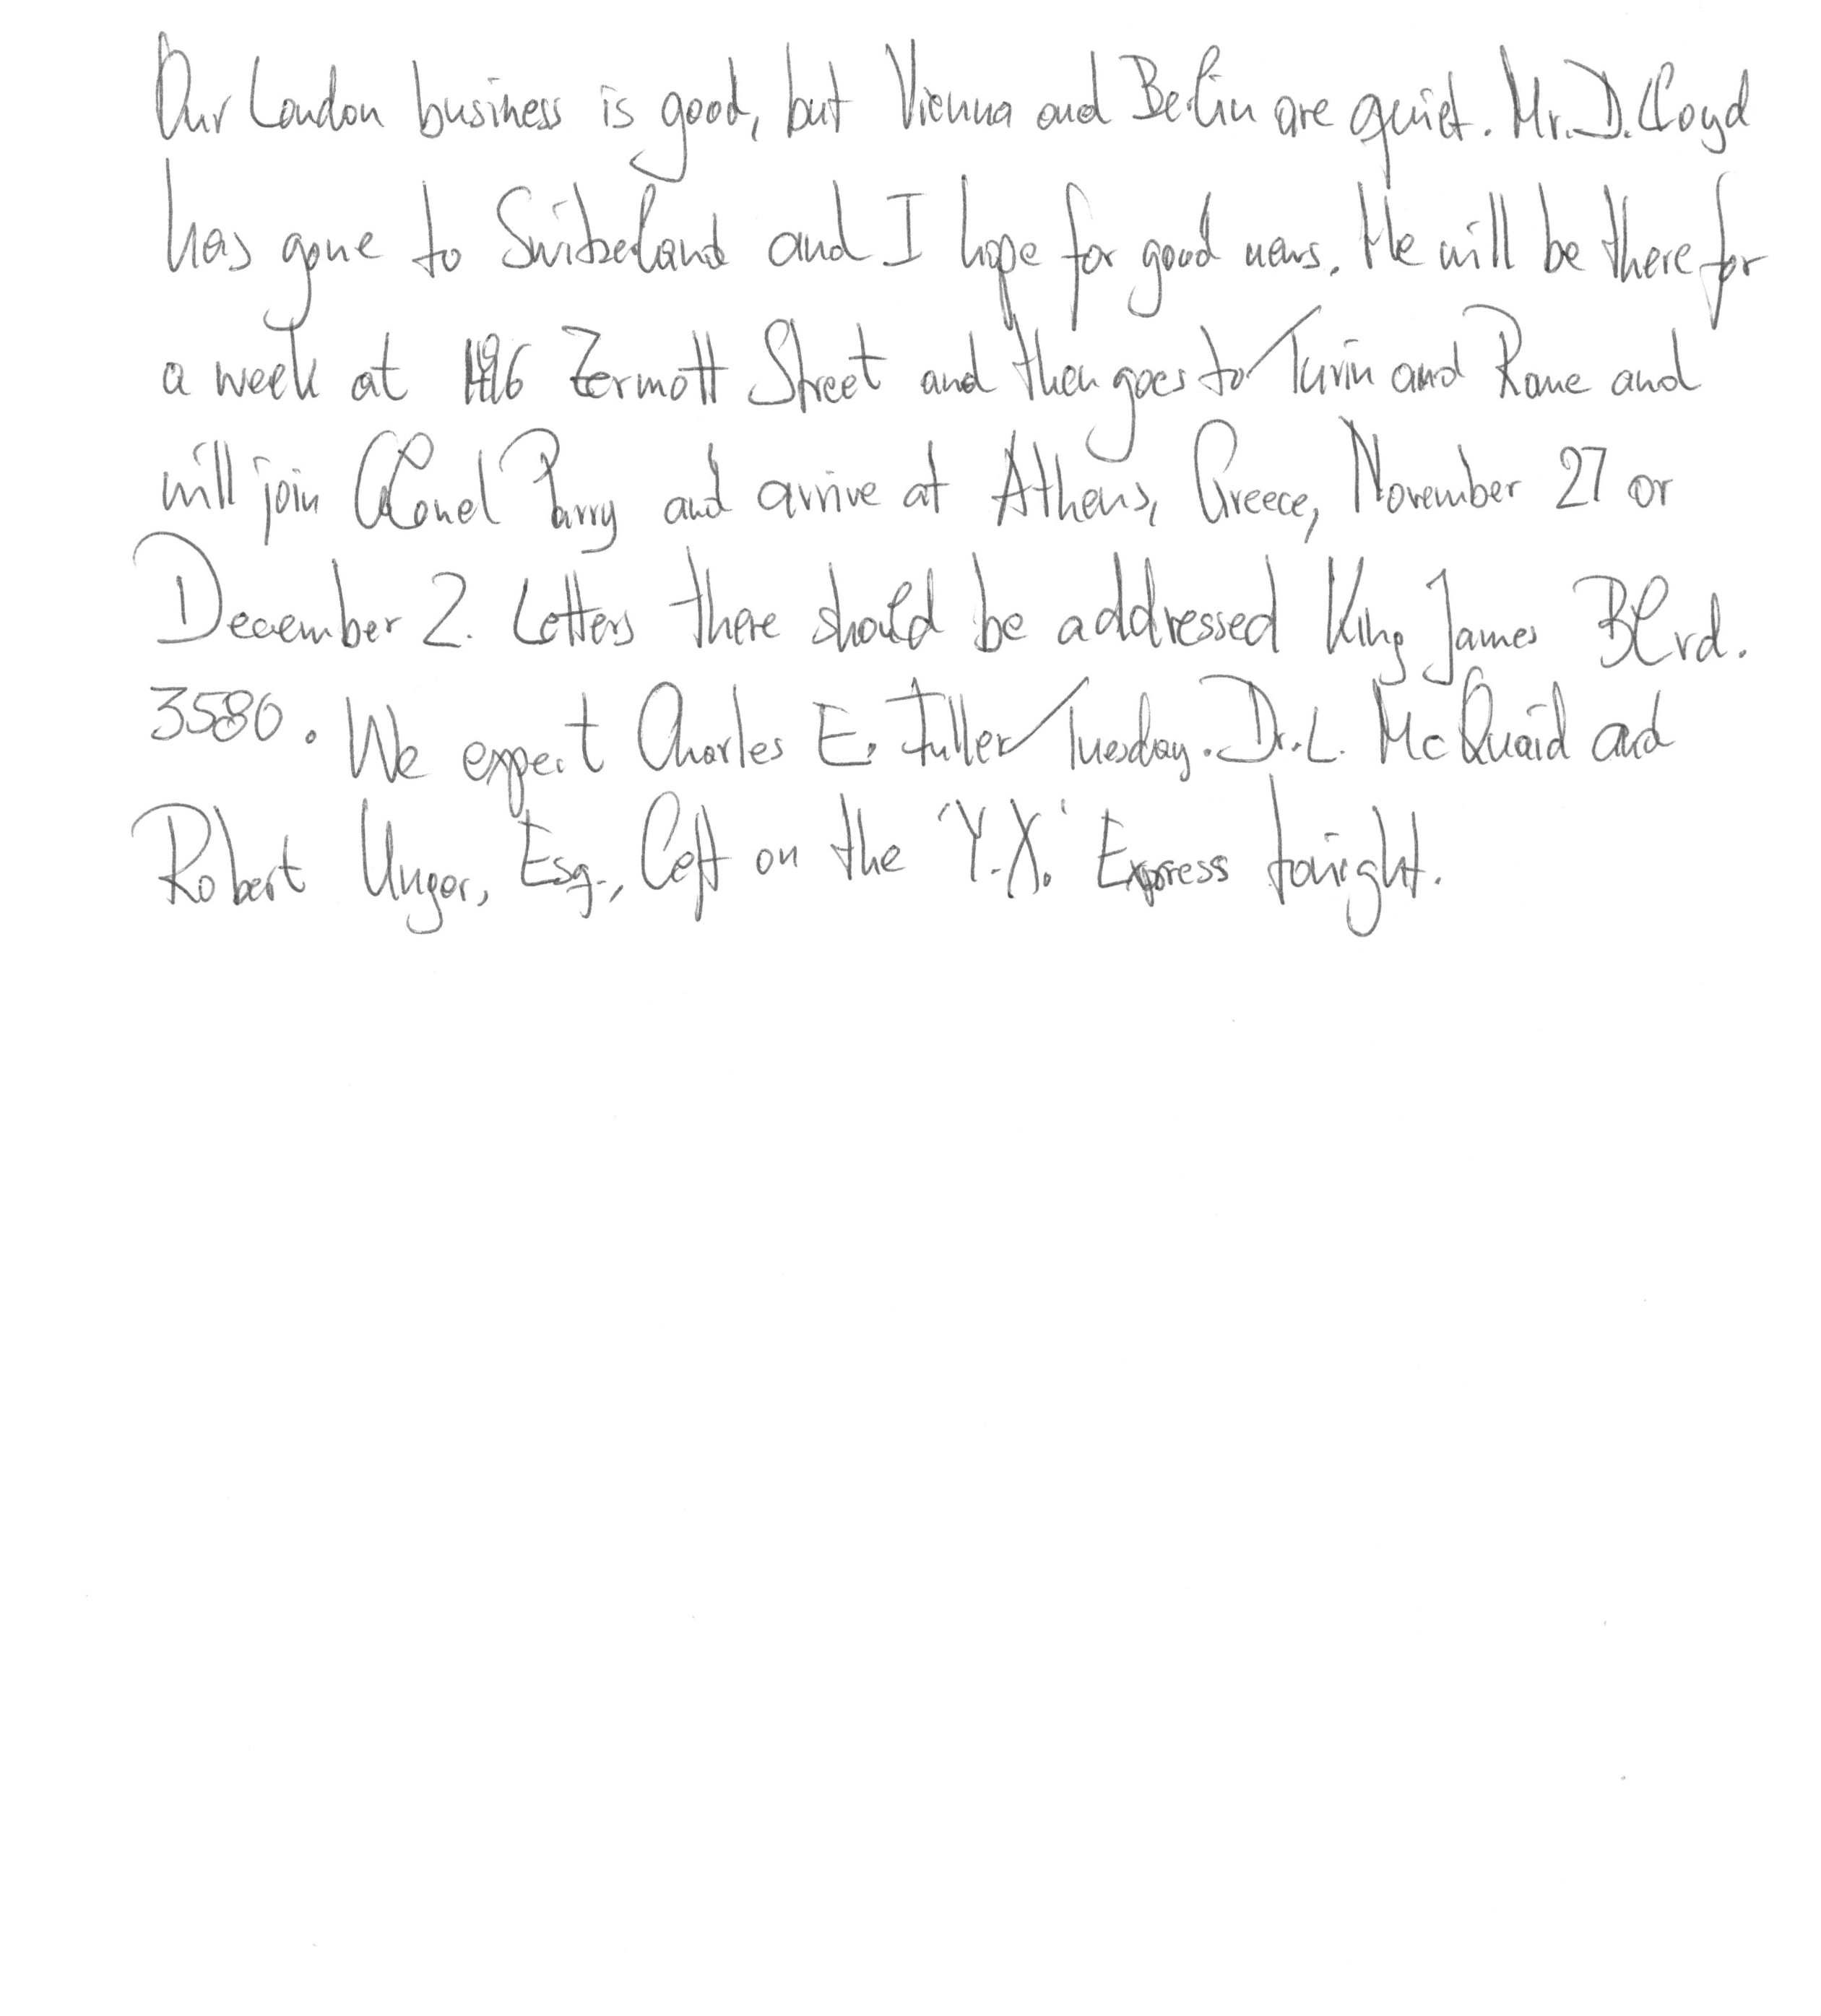 Our London business is good, but Vienna and Berlin are quiet. Mr. D. Lloyd
has gone to Switzerland and I hope for good news. He will be there for
a week at 1496 Zermott Street and then goes to Turin and Rome and
will join Colonel Parry and arrive at Athens, Greece, November 27 or
December 2. Letters there should be addressed King James Blvd.
3580. We expect Charles E. Fuller Tuesday. Dr. L. McQuaid and
Robert Unger, Esq., left on the 'Y.X.' Express tonight.